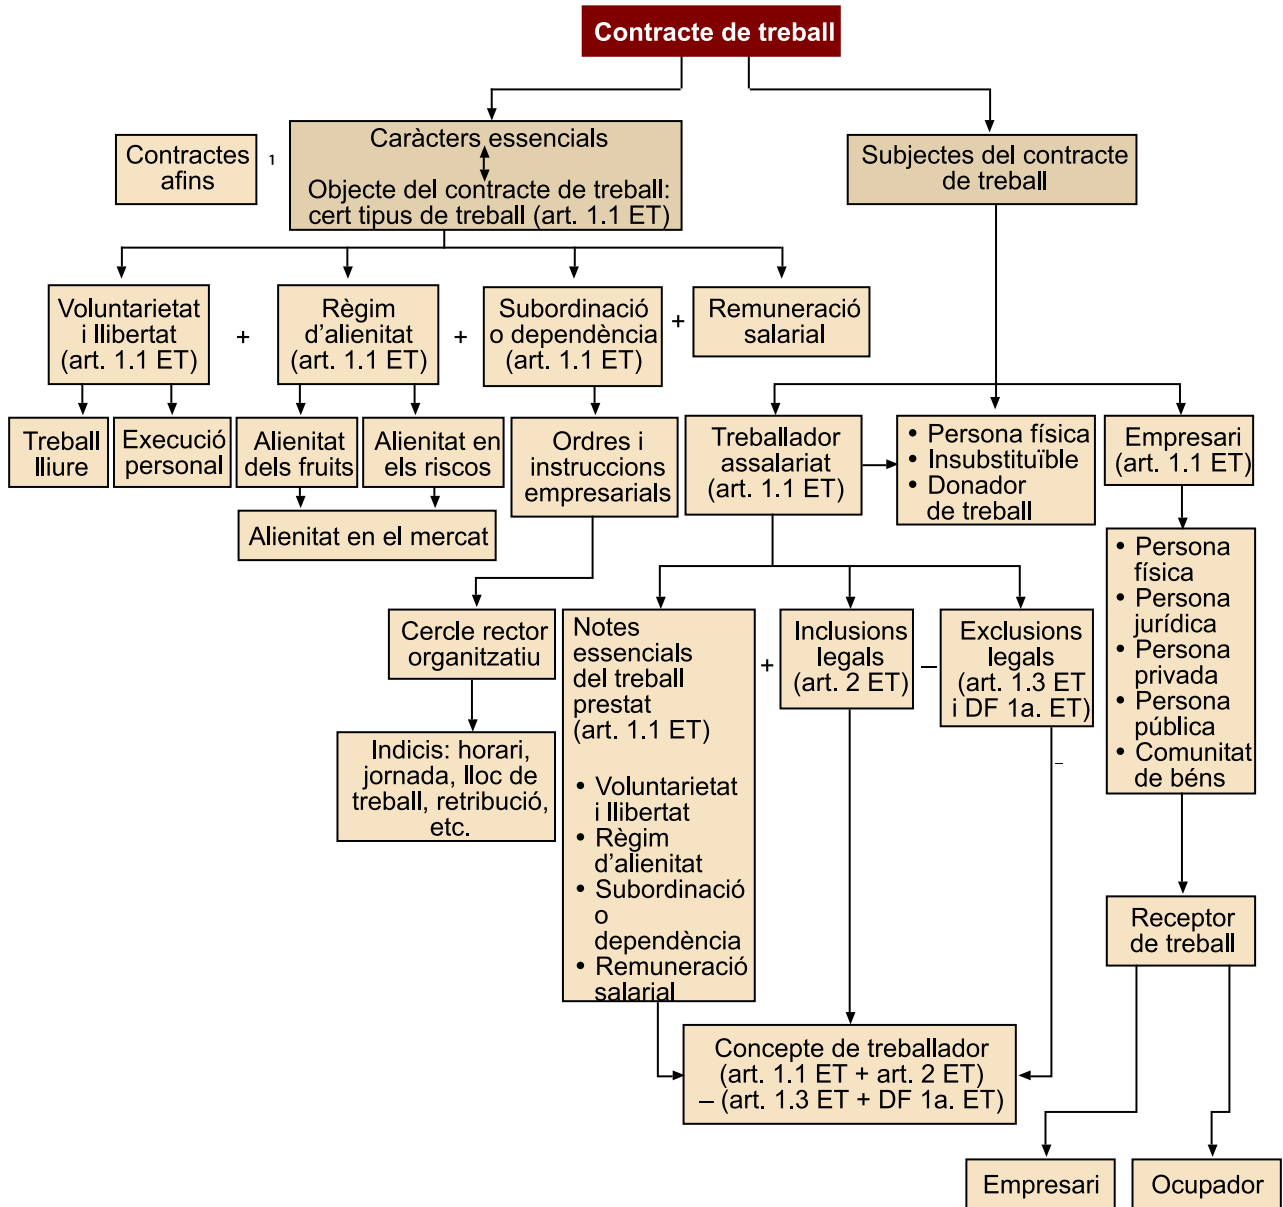 Contracte de treball
Contractes
afins
1
Caràcters essencials
Objecte del contracte de treball:
cert tipus de treball (art. 1.1 ET)
Subjectes del contracte
de treball
Voluntarietat
i llibertat
(art. 1.1 ET)
+
Règim
d’alienitat
(art. 1.1 ET)
+
Subordinació
o dependència
(art. 1.1 ET)
+
Remuneració
salarial
Treball
lliure
Execució
personal
Alienitat
dels fruits
Alienitat en
els riscos
Alienitat en el mercat
Ordres i
instruccions
empresarials
Treballador
assalariat
(art. 1.1 ET)
• Persona física
• Insubstituïble
• Donador
de treball
Empresari
(art. 1.1 ET)
Cercle rector
organitzatiu
Indicis: horari,
jornada, lloc de
treball, retribució,
etc.
Notes
essencials
del treball
prestat
(art. 1.1 ET)
• Voluntarietat
i llibertat
• Règim
d’alienitat
• Subordinació
o
dependència
• Remuneració
salarial
+
Inclusions
legals
(art. 2 ET)
–
Exclusions
legals
(art. 1.3 ET
i DF 1a. ET)
–
• Persona
física
• Persona
jurídica
• Persona
privada
• Persona
pública
• Comunitat
de béns
Receptor
de treball
Concepte de treballador
(art. 1.1 ET + art. 2 ET)
– (art. 1.3 ET + DF 1a. ET)
Empresari
Ocupador